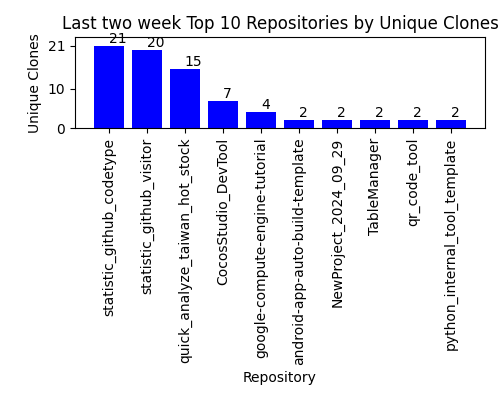 Last two week Top 10 Repositories by Unique Clones
Unique Clones
21
10
0
21
20
15
7
4
2
2
2
2
2
statistic_github_codetype
statistic_github_visitor
quick_analyze_taiwan_hot_stock
CocosStudio_DevTool
google-compute-engine-tutorial
android-app-auto-build-template
NewProject_2024_09_29
TableManager
qr_code_tool
python_internal_tool_template
Repository